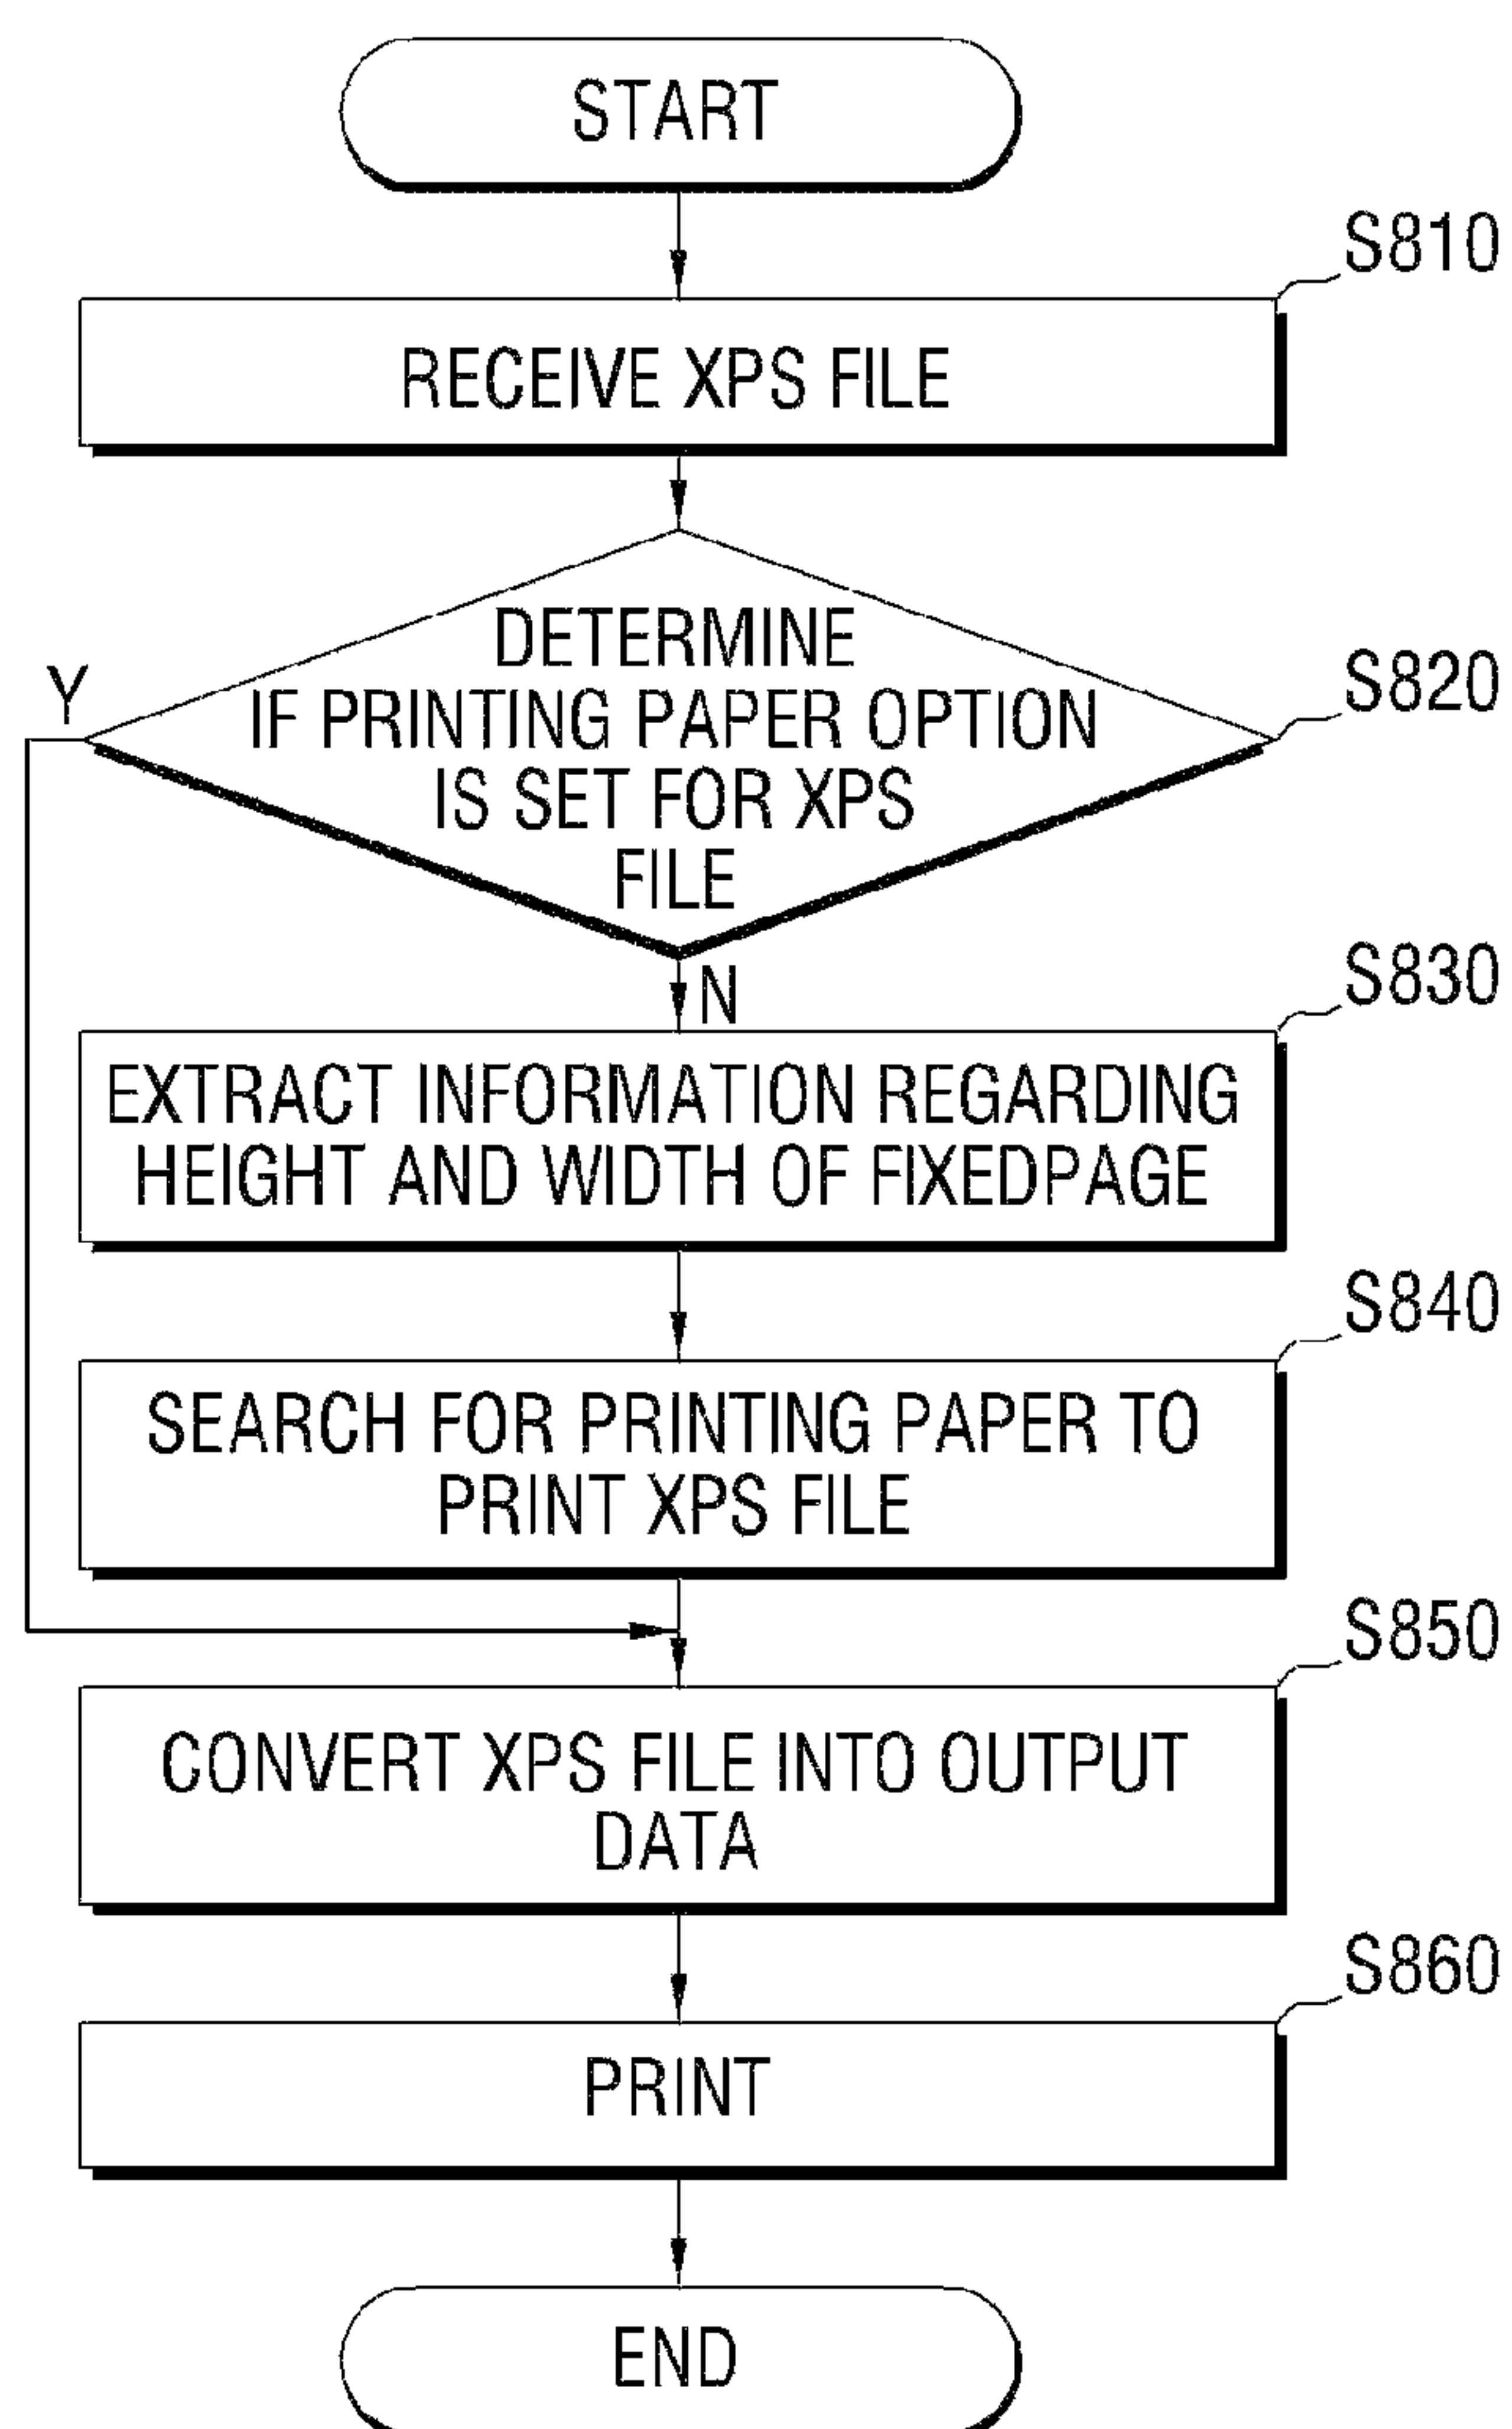 START
S810
RECEIVE XPS FILE
DETERMINE
IF PRINTING PAPER OPTION
IS SET FOR XPS
FILE
S820
Y
N
S830
EXTRACT INFORMATION REGARDING
HEIGHT AND WIDTH OF FIXEDPAGE
S840
SEARCH FOR PRINTING PAPER TO
PRINT XPS FILE
S850
CONVERT XPS FILE INTO OUTPUT
DATA
S860
PRINT
END